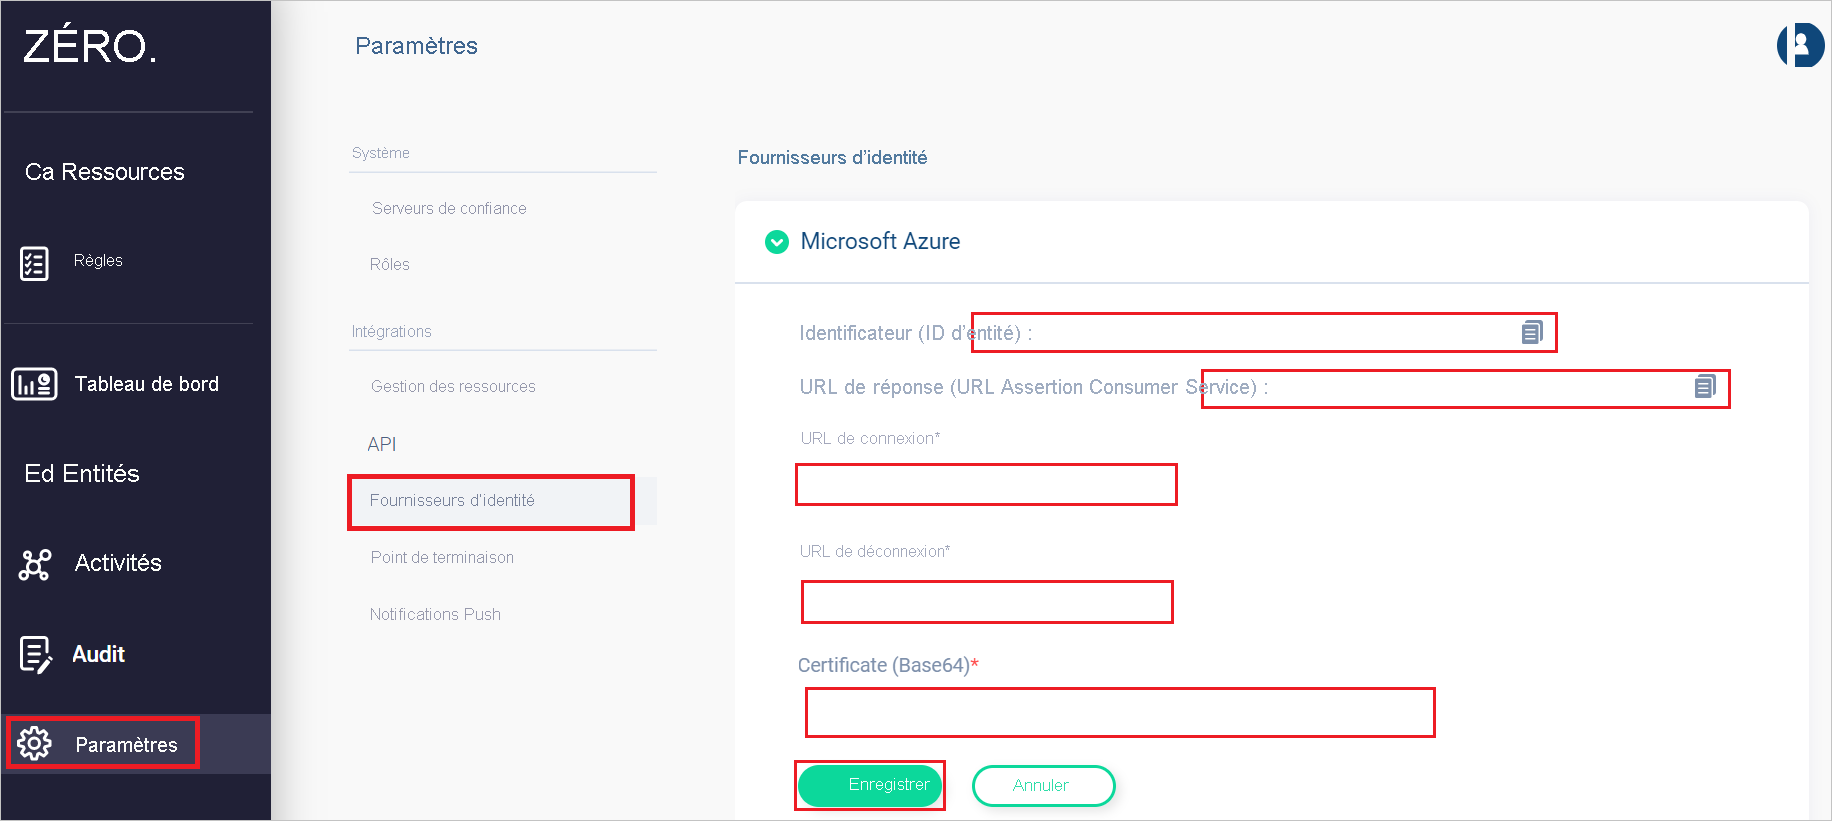 ZÉRO.
Ca Ressources
Règles
Tableau de bord
Ed Entités
Activités
Audit
Paramètres
Paramètres
Système
Serveurs de confiance
Rôles
Intégrations
Gestion des ressources
API
Fournisseurs d'identité
Point de terminaison
Notifications Push
Fournisseurs d’identité
Microsoft Azure
Identificateur (ID d’entité) :
URL de réponse (URL Assertion Consumer Service) :
URL de connexion*
URL de déconnexion*
Certificate (Base64)*
Enregistrer
Annuler